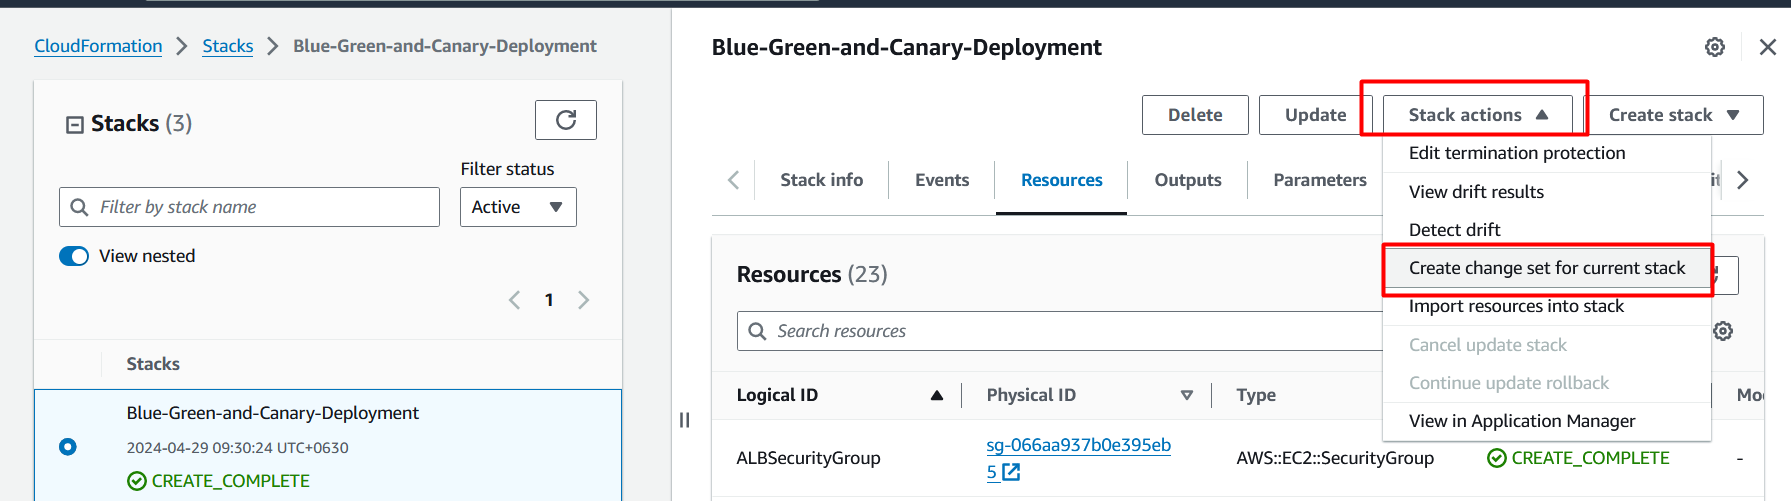 CloudFormation > Stacks > Blue-Green-and-Canary-Deployment
Stacks (3)
Filter status
Filter by stack name
Active
View nested
1
Stacks
Blue-Green-and-Canary-Deployment
2024-04-29 09:30:24 UTC+0630
CREATE_COMPLETE
Blue-Green-and-Canary-Deployment
Delete
Update
Stack actions
Create stack
Edit termination protection
View drift results
Detect drift
Create change set for current stack
Import resources into stack
Cancel update stack
Continue update rollback
View in Application Manager
Stack info
Events
Resources
Outputs
Parameters
Resources (23)
Search resources
Logical ID
Physical ID
Type
ALBSecurityGroup
sg-066aa937b0e395eb
5
AWS::EC2::SecurityGroup
CREATE_COMPLETE
-